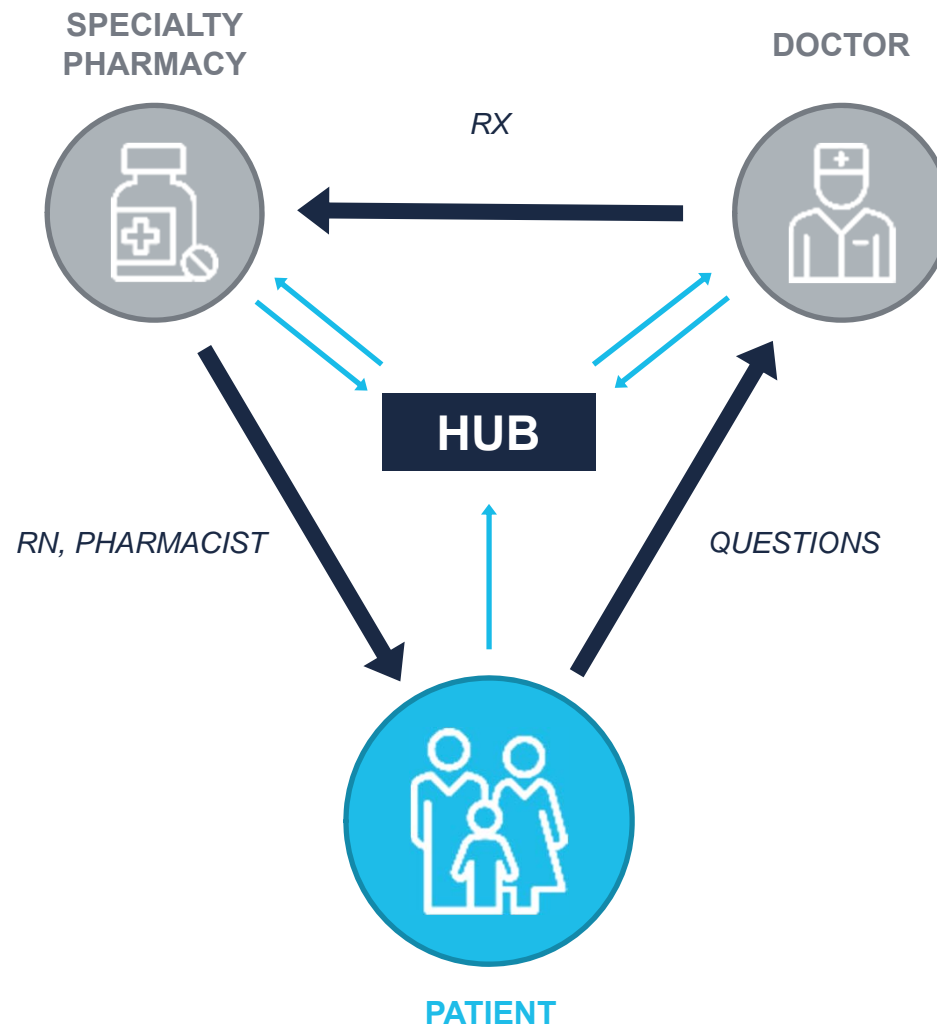 SPECIALTY
PHARMACY
DOCTOR
RX
HUB
RN, PHARMACIST
QUESTIONS
PATIENT